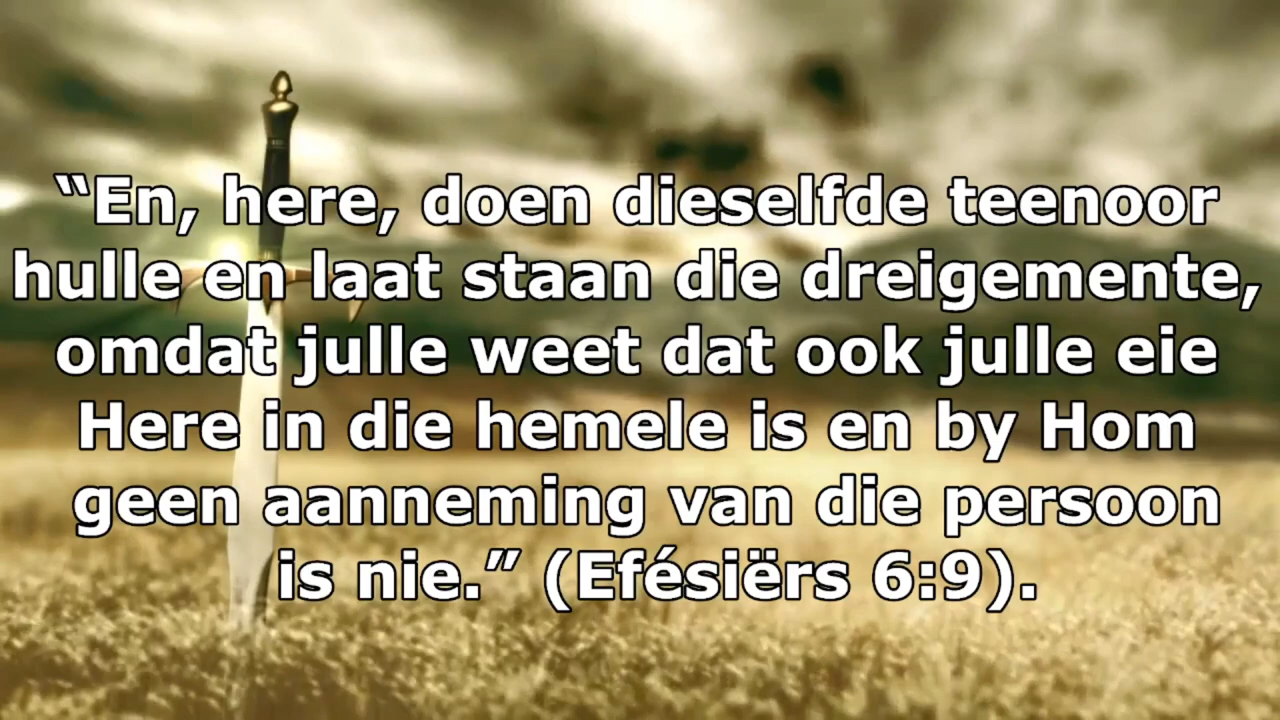 “En, here, doen dieselfde teenoor
hulle en laat staan die dreigemente,
omdat julle weet dat ook julle eie
Here in die hemele is en by Hom
geen aanneming van die persoon
is nie.” (Efésiërs 6:9).